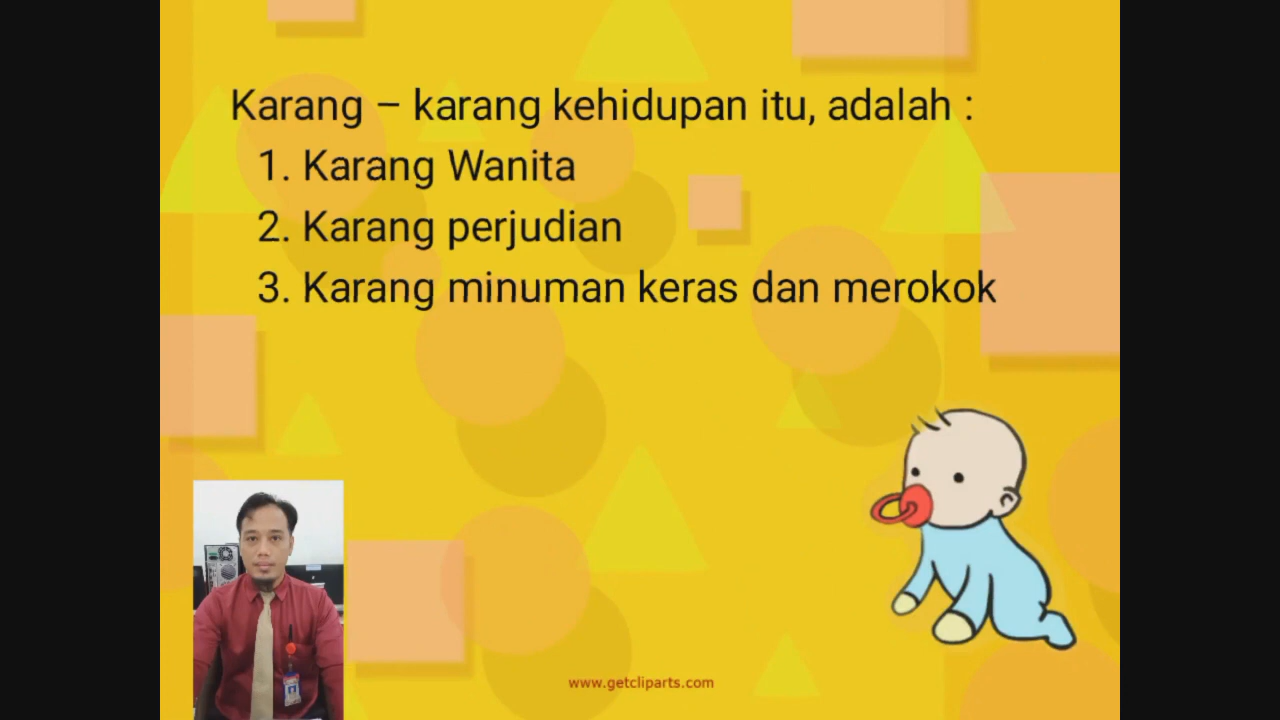 Karang – karang kehidupan itu, adalah :
1. Karang Wanita
2. Karang perjudian
3. Karang minuman keras dan merokok
www.getcliparts.com